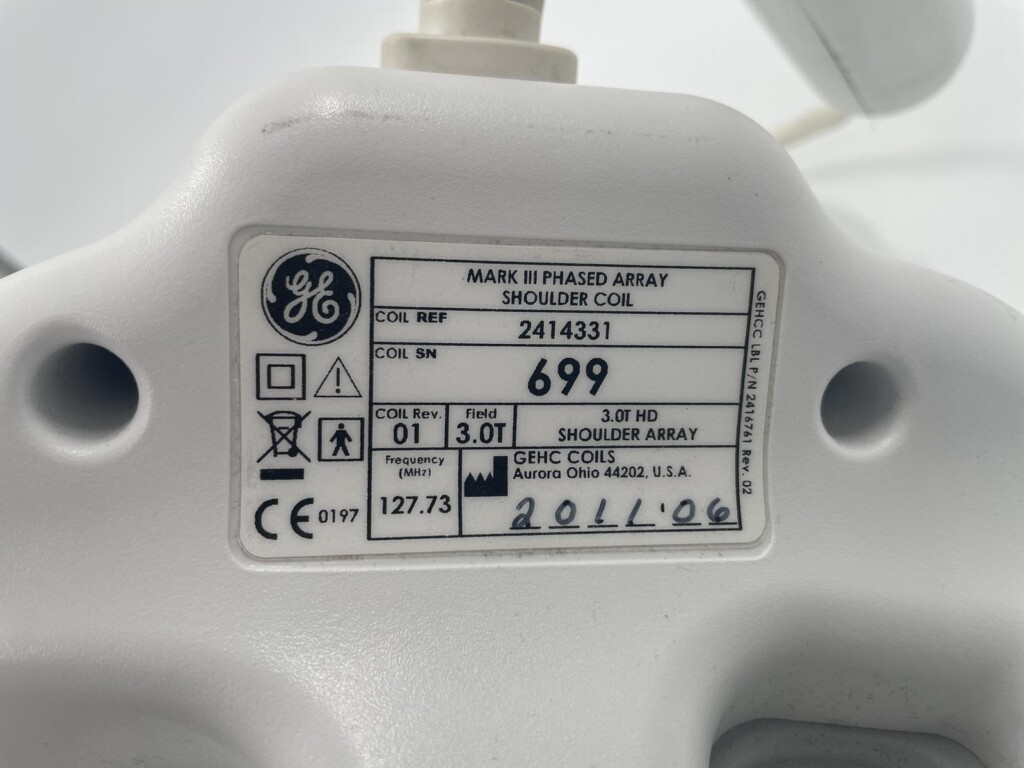 GE
MARK III PHASED ARRAY
SHOULDER COIL
COIL REF
2414331
COIL SN
699
COIL Rev.
01
Field
3.0T
3.0T HD
SHOULDER ARRAY
Frequency
(MHz)
127.73
GEHC COILS
Aurora Ohio 44202, U.S.A.
2011'06
CE 0197
GEHCC LBL P/N 2416761 Rev. 02